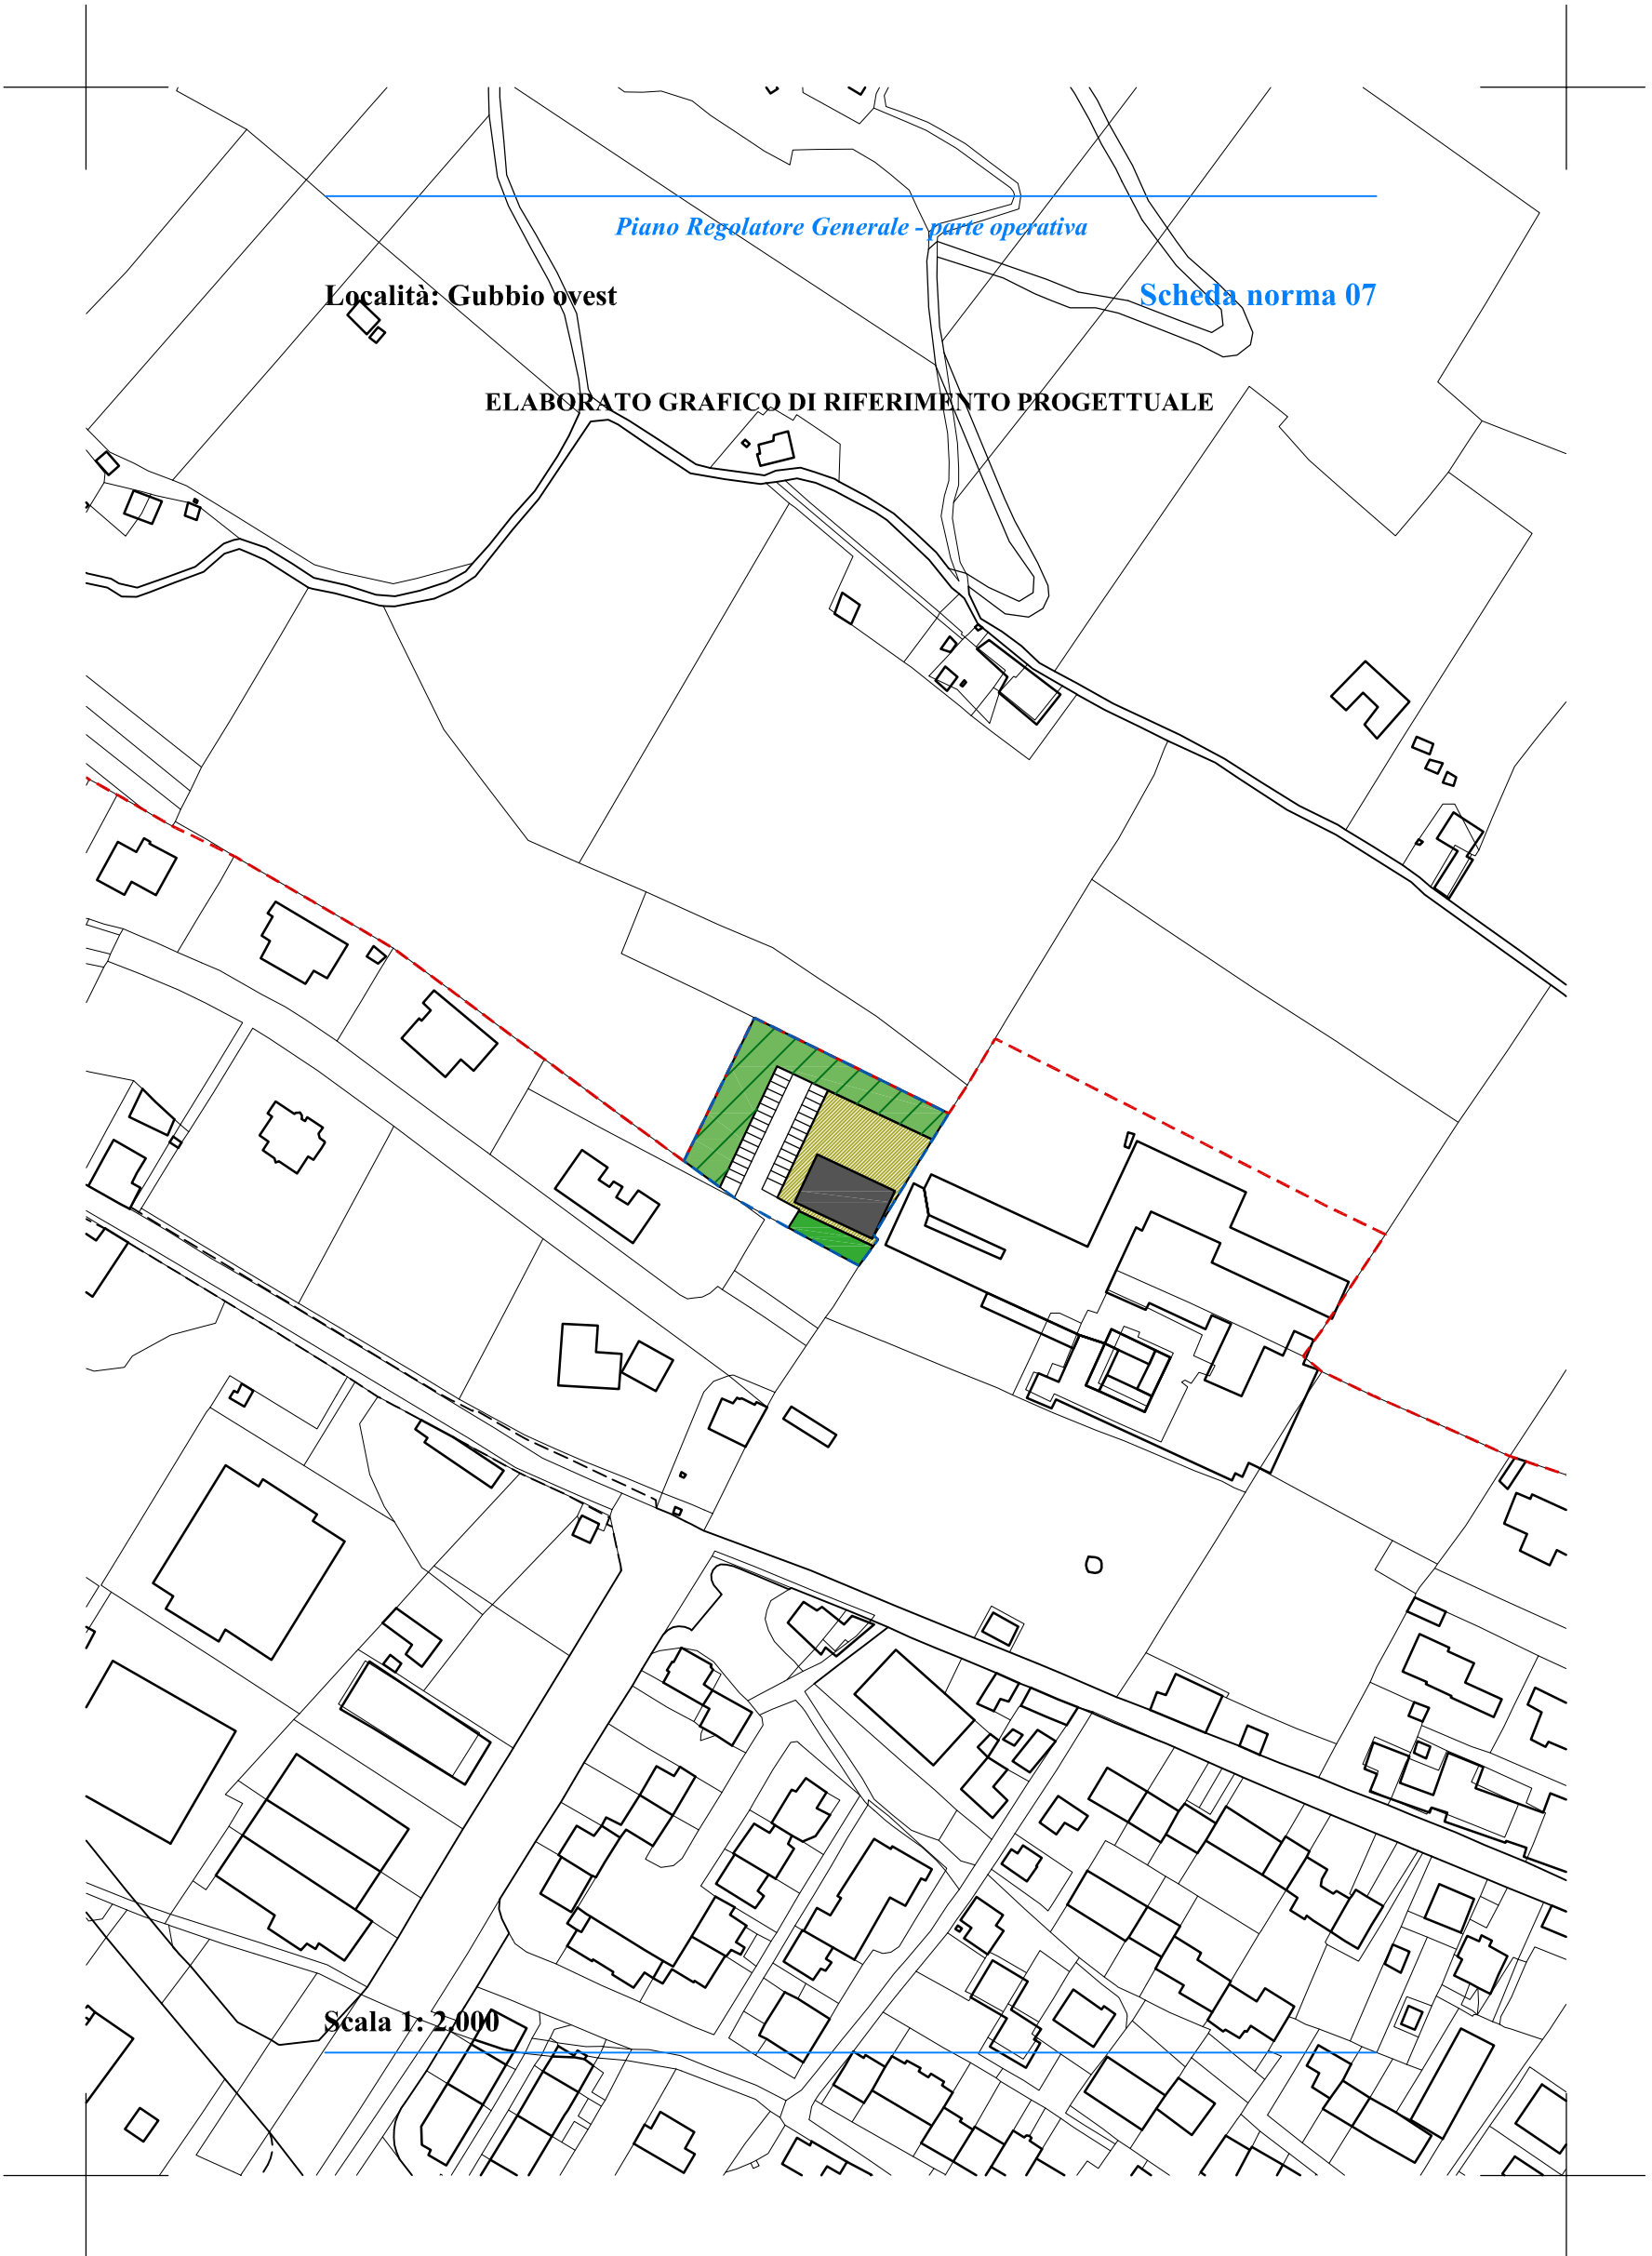 Piano Regolatore Generale - parte operativa
Località: Gubbio ovest
Scheda norma 07
ELABORATO GRAFICO DI RIFERIMENTO PROGETTUALE
Scala 1: 2.000